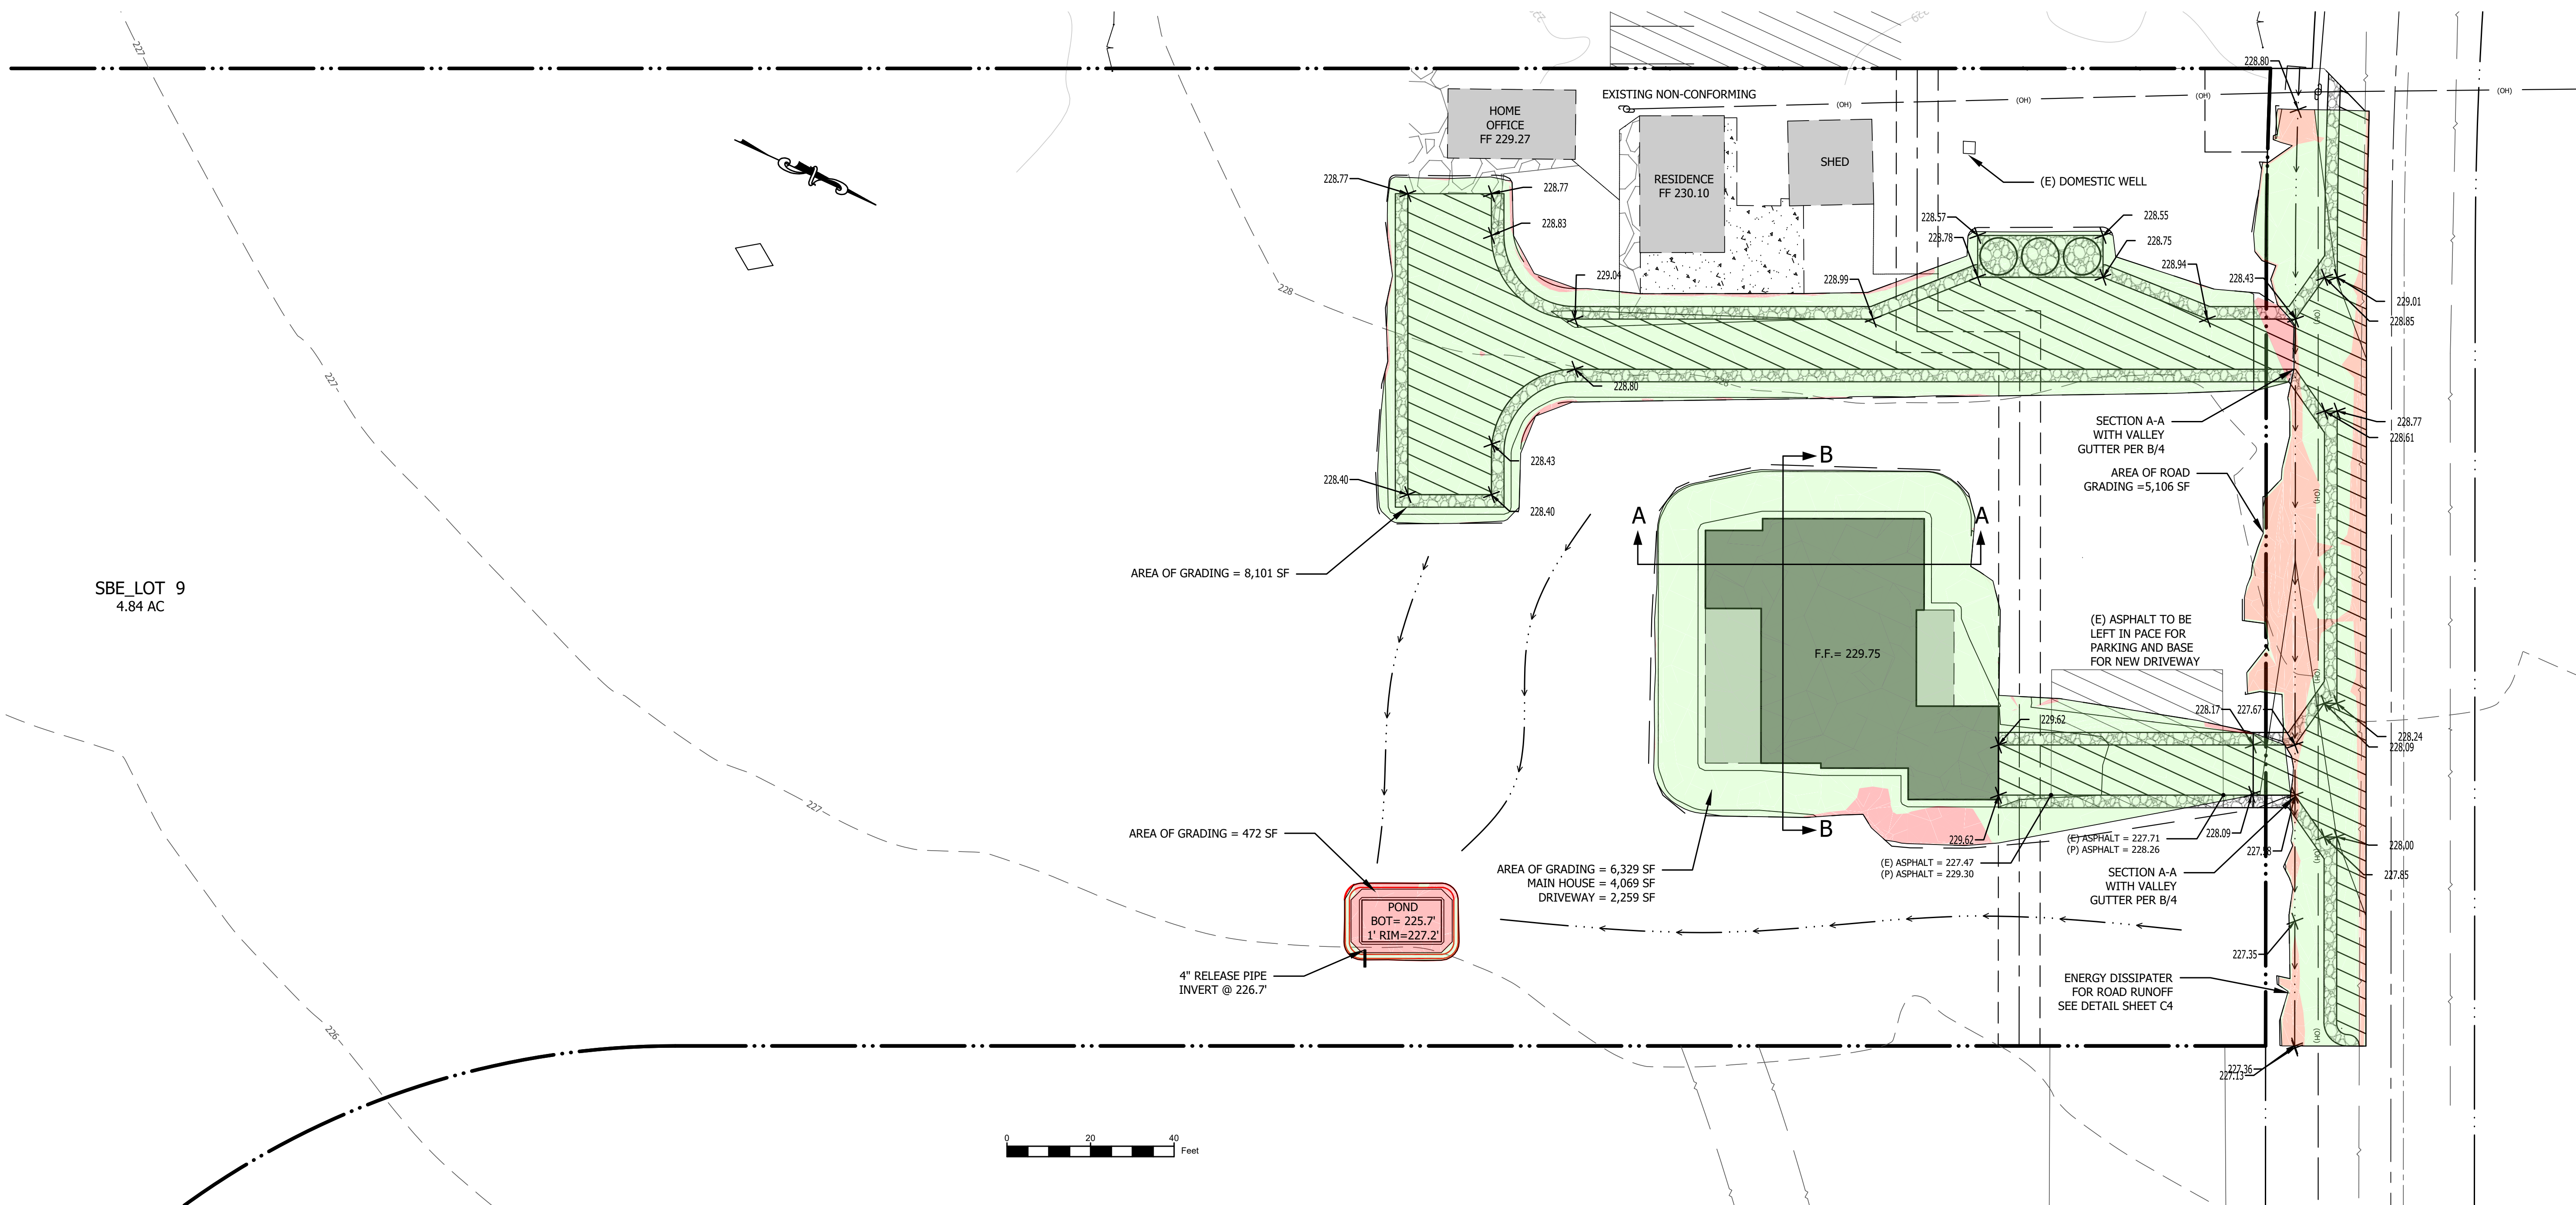 227
228.80
(OH)
(OH)
(OH)
(OH)
EXISTING NON-CONFORMING
HOME
OFFICE
FF 229.27
SHED
RESIDENCE
FF 230.10
(E) DOMESTIC WELL
228.77
228.77
228.83
228.57
228.55
228.78
228.75
229.04
228.99
228.94
228.43
229.01
228.85
228
227
228.80
(OH)
SECTION A-A
WITH VALLEY
GUTTER PER B/4
228.77
228.61
AREA OF ROAD
GRADING =5,106 SF
228.43
228.40
228.40
B
A
A
(OH)
AREA OF GRADING = 8,101 SF
SBE_LOT 9
4.84 AC
(E) ASPHALT TO BE
LEFT IN PACE FOR
PARKING AND BASE
FOR NEW DRIVEWAY
F.F.= 229.75
(OH)
229.62
228.17
227.67
228.24
228.09
227
AREA OF GRADING = 472 SF
B
229.62
(E) ASPHALT = 227.47
(P) ASPHALT = 229.30
(E) ASPHALT = 227.71
(P) ASPHALT = 228.26
228.09
228.00
227.85
(OH)
AREA OF GRADING = 6,329 SF
MAIN HOUSE = 4,069 SF
DRIVEWAY = 2,259 SF
SECTION A-A
WITH VALLEY
GUTTER PER B/4
POND
BOT= 225.7'
1' RIM=227.2'
227.35
4" RELEASE PIPE
INVERT @ 226.7'
ENERGY DISSIPATER
FOR ROAD RUNOFF
SEE DETAIL SHEET C4
226
(OH)
227.36
227.13
0 20 40
Feet